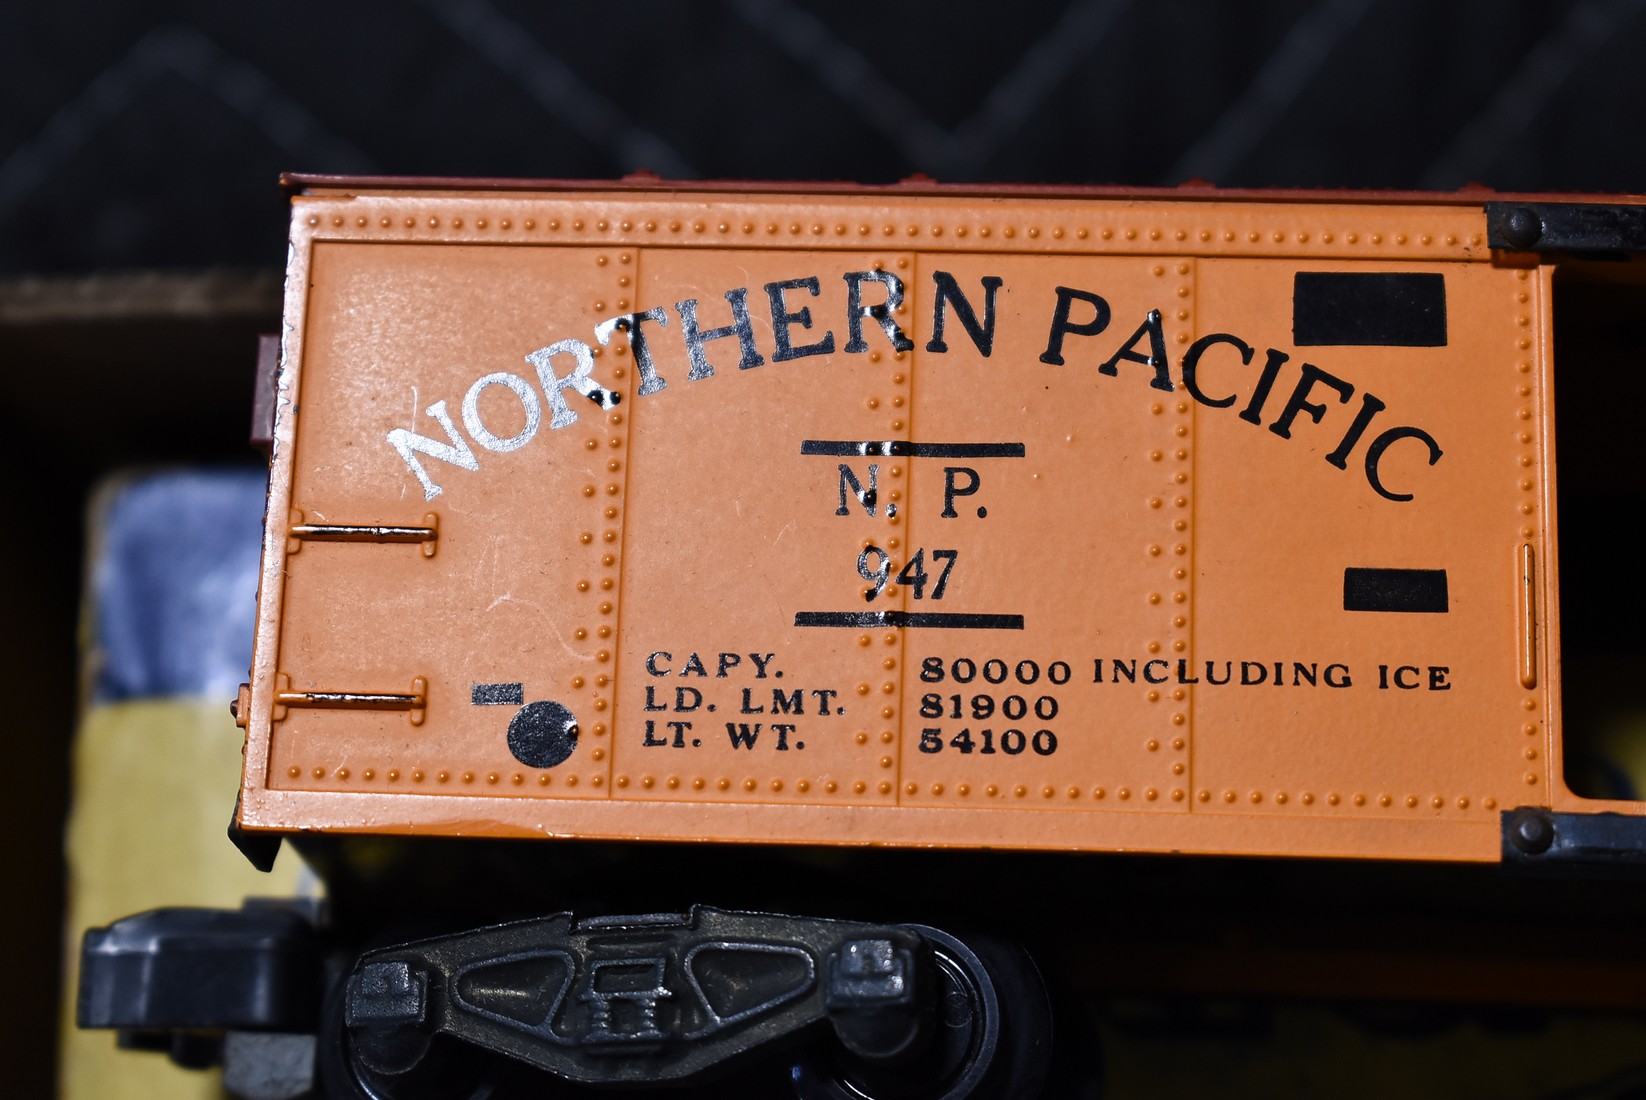 NORTHERN PACIFIC
N. P.
947
CAPY. 80000 INCLUDING ICE
LD. LMT. 81900
LT. WT. 54100